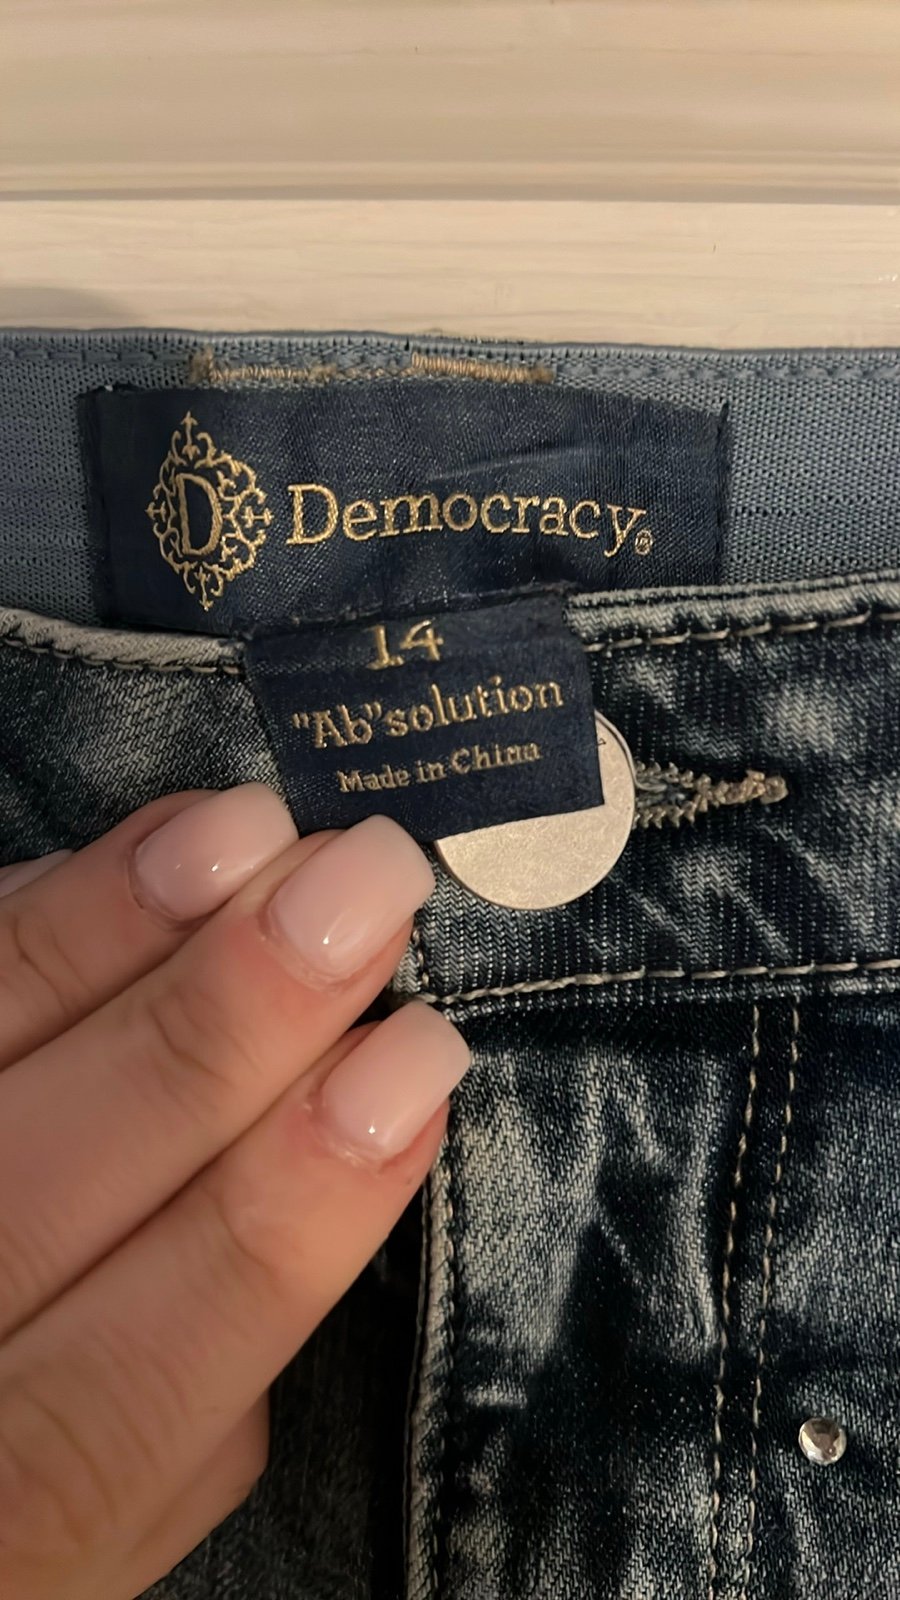 D Democracy®
14
"Ab"solution
Made in China